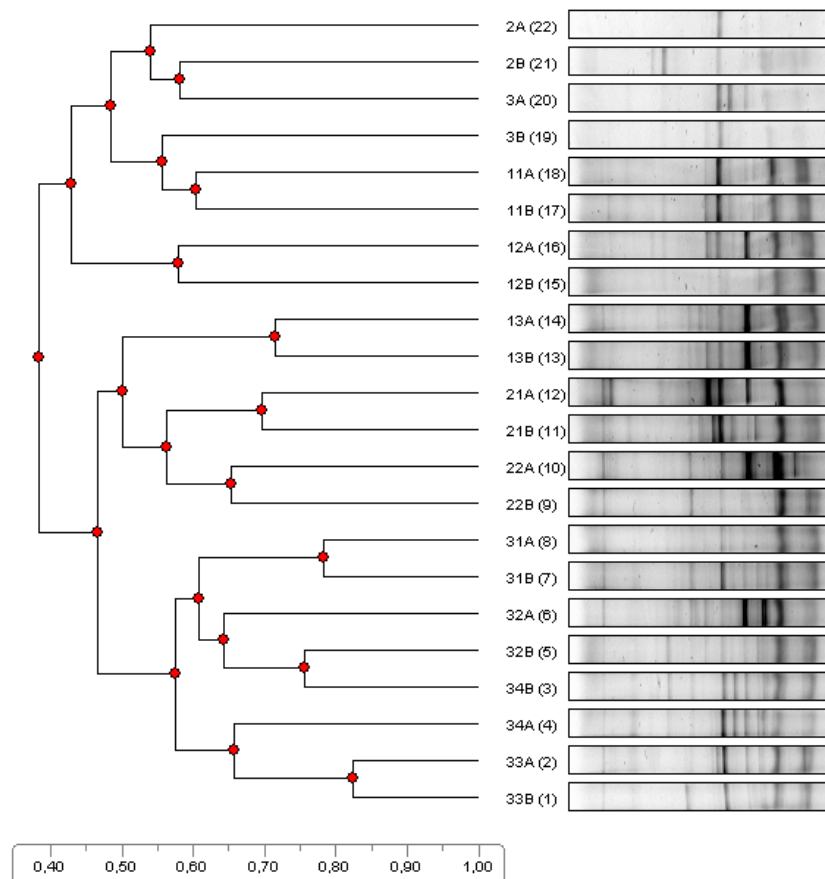 2A (22)
2B (21)
3A (20)
3B (19)
11A (18)
11B (17)
12A (16)
12B (15)
13A (14)
13B (13)
21A (12)
21B (11)
22A (10)
22B (9)
31A (8)
31B (7)
32A (6)
32B (5)
34B (3)
34A (4)
33A (2)
33B (1)
0,40 0,50 0,60 0,70 0,80 0,90 1,00